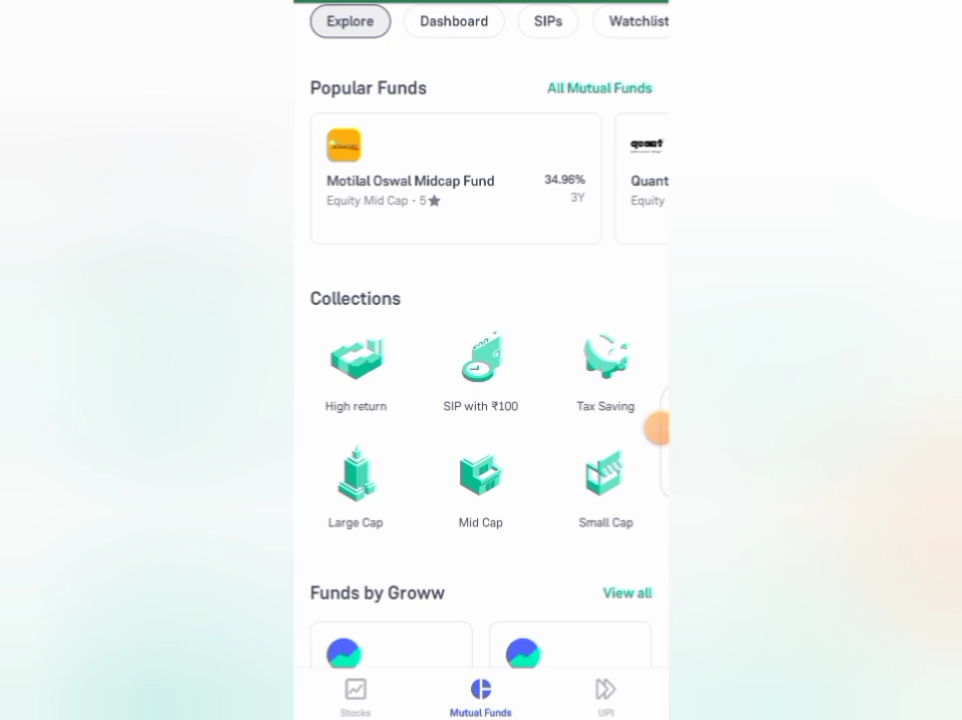 Explore Dashboard SIPs Watchlist
Popular Funds All Mutual Funds
quant
Motilal Oswal Midcap Fund 34.96% Quant
Equity Mid Cap - 5★ 3Y Equity
Collections
High return SIP with ₹100 Tax Saving
Large Cap Mid Cap Small Cap
Funds by Groww View all
Stocks Mutual Funds UPI